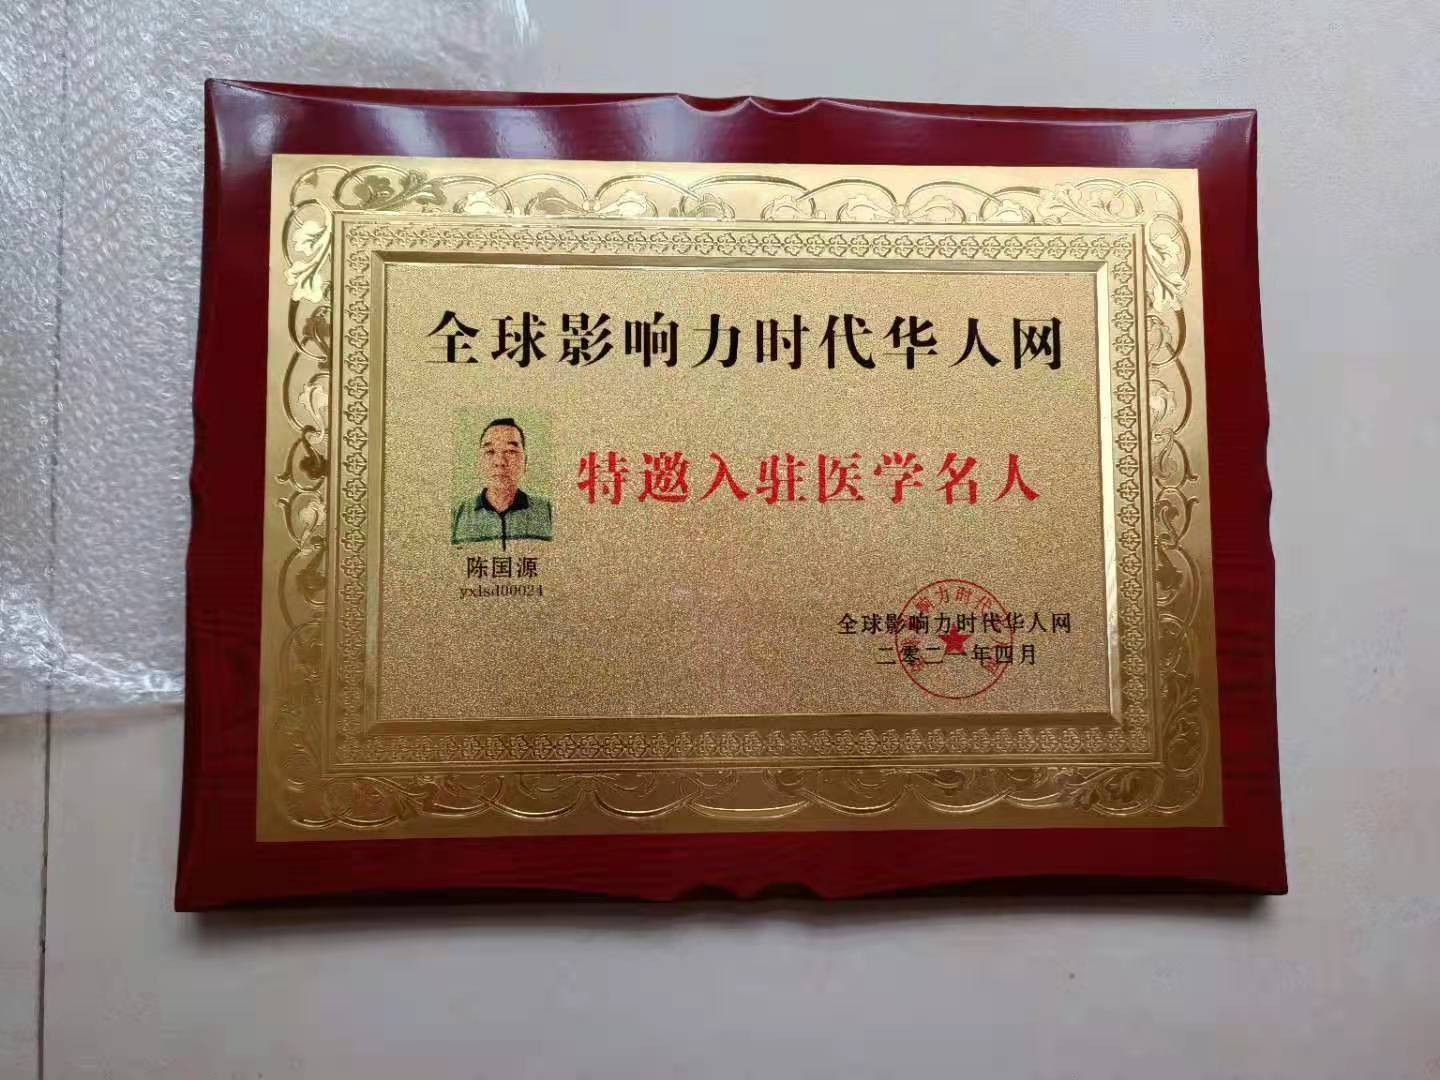 全球影响力时代华人网
特邀入驻医学名人
陈国源
yxlsd00024
全球影响力时代华人网
二零二一年四月